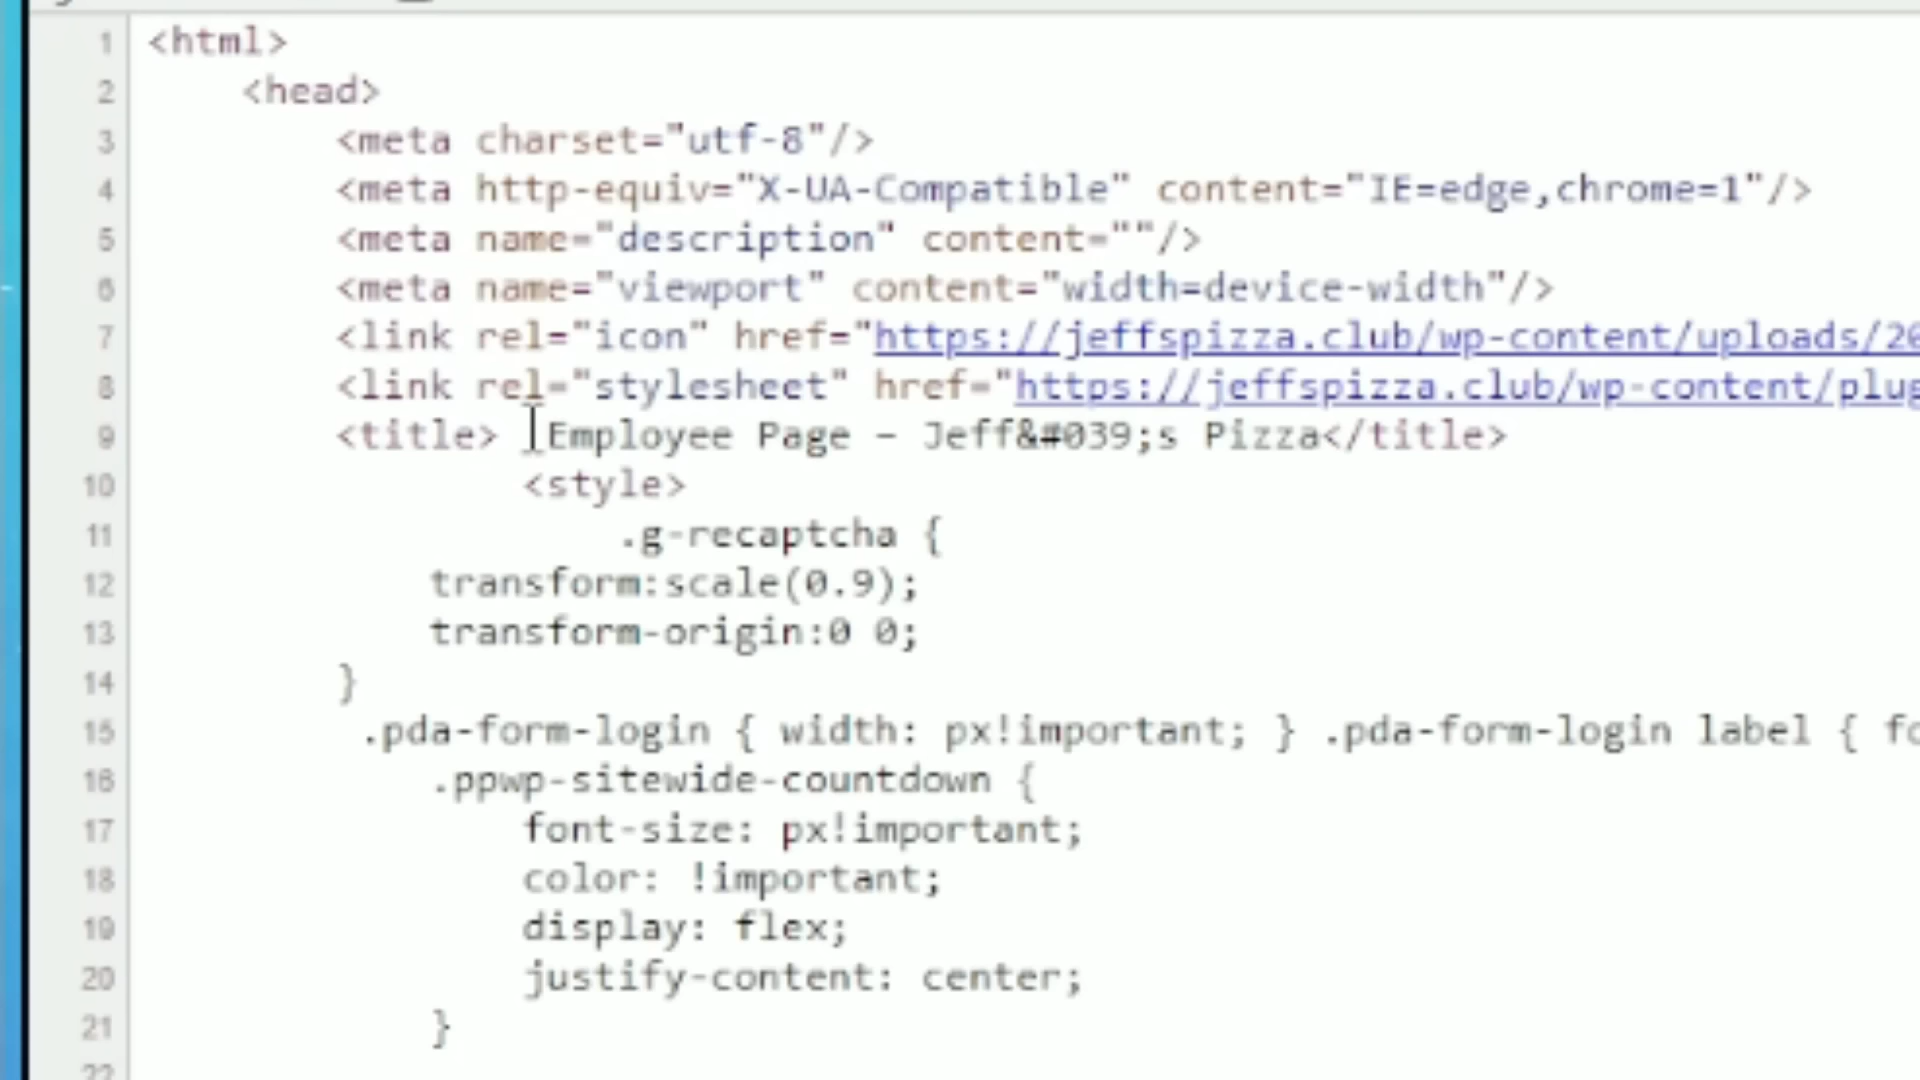 1 <html>
2 <head>
3 <meta charset="utf-8"/>
4 <meta http-equiv="X-UA-Compatible" content="IE=edge,chrome=1"/>
5 <meta name="description" content=""/>
6 <meta name="viewport" content="width=device-width"/>
7 <link rel="icon" href="https://jeffspizza.club/wp-content/uploads/20
8 <link rel="stylesheet" href="https://jeffspizza.club/wp-content/plug
9 <title> Employee Page – Jeff&#039;s Pizza</title>
10 <style>
11 .g-recaptcha {
12 transform:scale(0.9);
13 transform-origin:0 0;
14 }
15 .pda-form-login { width: px!important; } .pda-form-login label { fo
16 .ppwp-sitewide-countdown {
17 font-size: px!important;
18 color: !important;
19 display: flex;
20 justify-content: center;
21 }
22